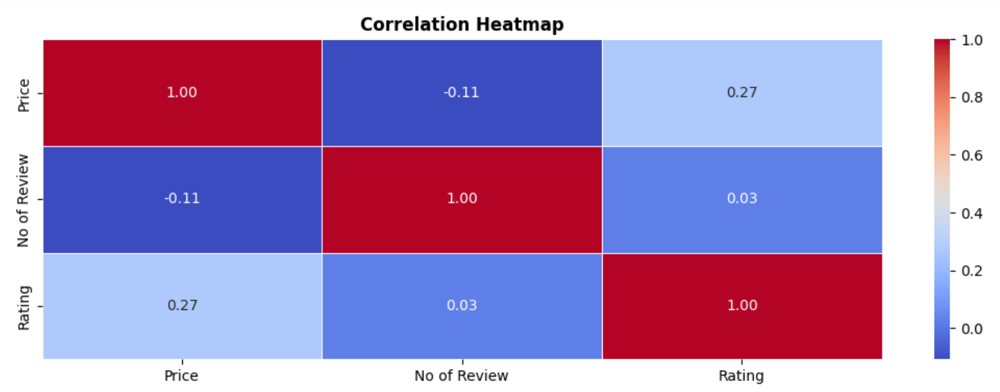 Correlation Heatmap
Price
1.00
-0.11
0.27
No of Review
-0.11
1.00
0.03
Rating
0.27
0.03
1.00
Price
No of Review
Rating
1.0
0.8
0.6
0.4
0.2
0.0